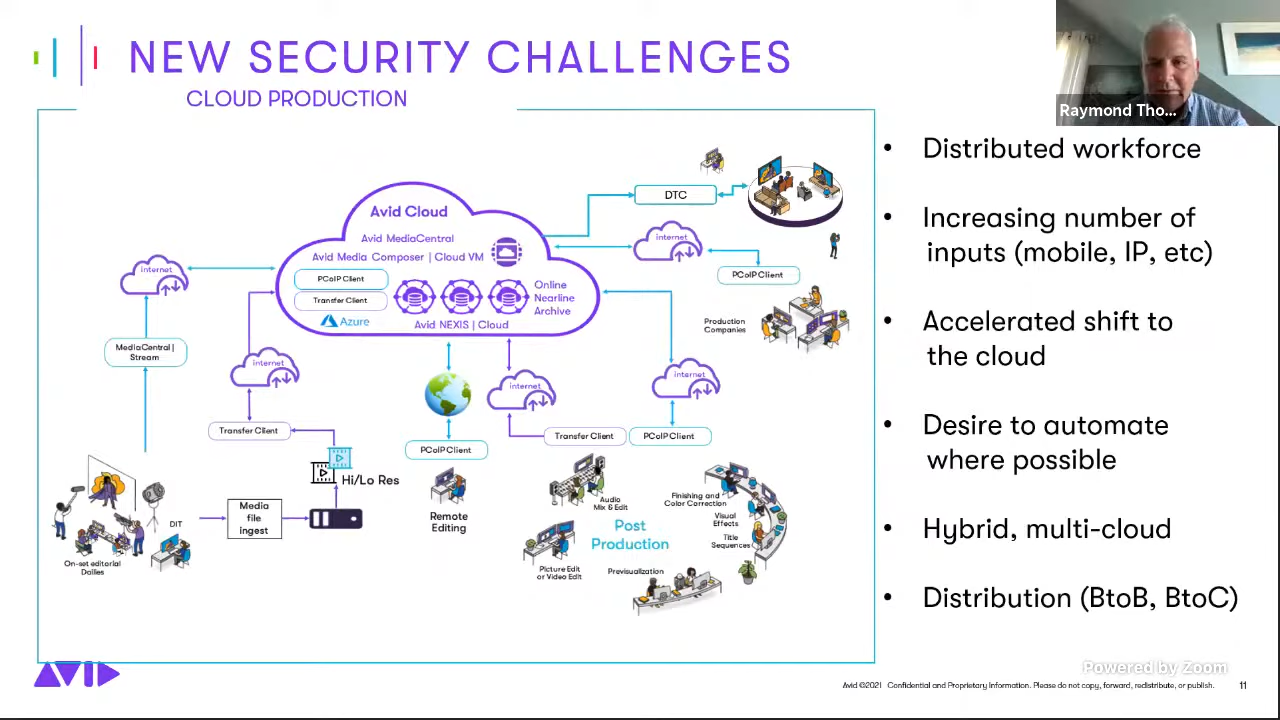 NEW SECURITY CHALLENGES
CLOUD PRODUCTION
Raymond Tho...
Avid Cloud
Avid MediaCentral
Avid Media Composer | Cloud VM
PCoIP Client
Transfer Client
Azure
Online
Nearline
Archive
Avid NEXIS | Cloud
DTC
internet
PCoIP Client
Production
Companies
internet
MediaCentral |
Stream
internet
Transfer Client
Hi/Lo Res
Media
file
ingest
DIT
On-set editorial
Dailies
PCoIP Client
Remote
Editing
internet
Transfer Client
internet
PCoIP Client
Audio
Mix & Edit
Finishing and
Color Correction
Visual
Effects
Title
Sequences
Post
Production
Picture Edit
or Video Edit
Previsualization
• Distributed workforce
• Increasing number of
inputs (mobile, IP, etc)
• Accelerated shift to
the cloud
• Desire to automate
where possible
• Hybrid, multi-cloud
• Distribution (BtoB, BtoC)
Powered by Zoom
AVID
Avid ©2021 Confidential and Proprietary Information. Please do not copy, forward, redistribute, or publish.
11